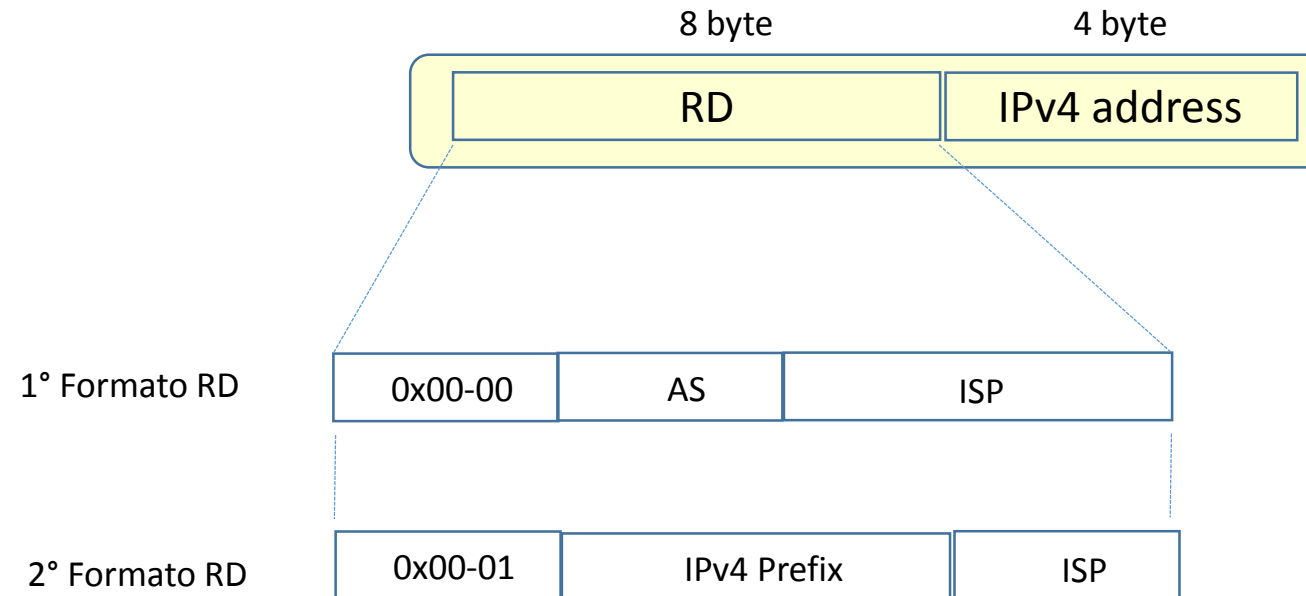 8 byte 4 byte
RD IPv4 address
1° Formato RD 0x00-00 AS ISP
2° Formato RD 0x00-01 IPv4 Prefix ISP